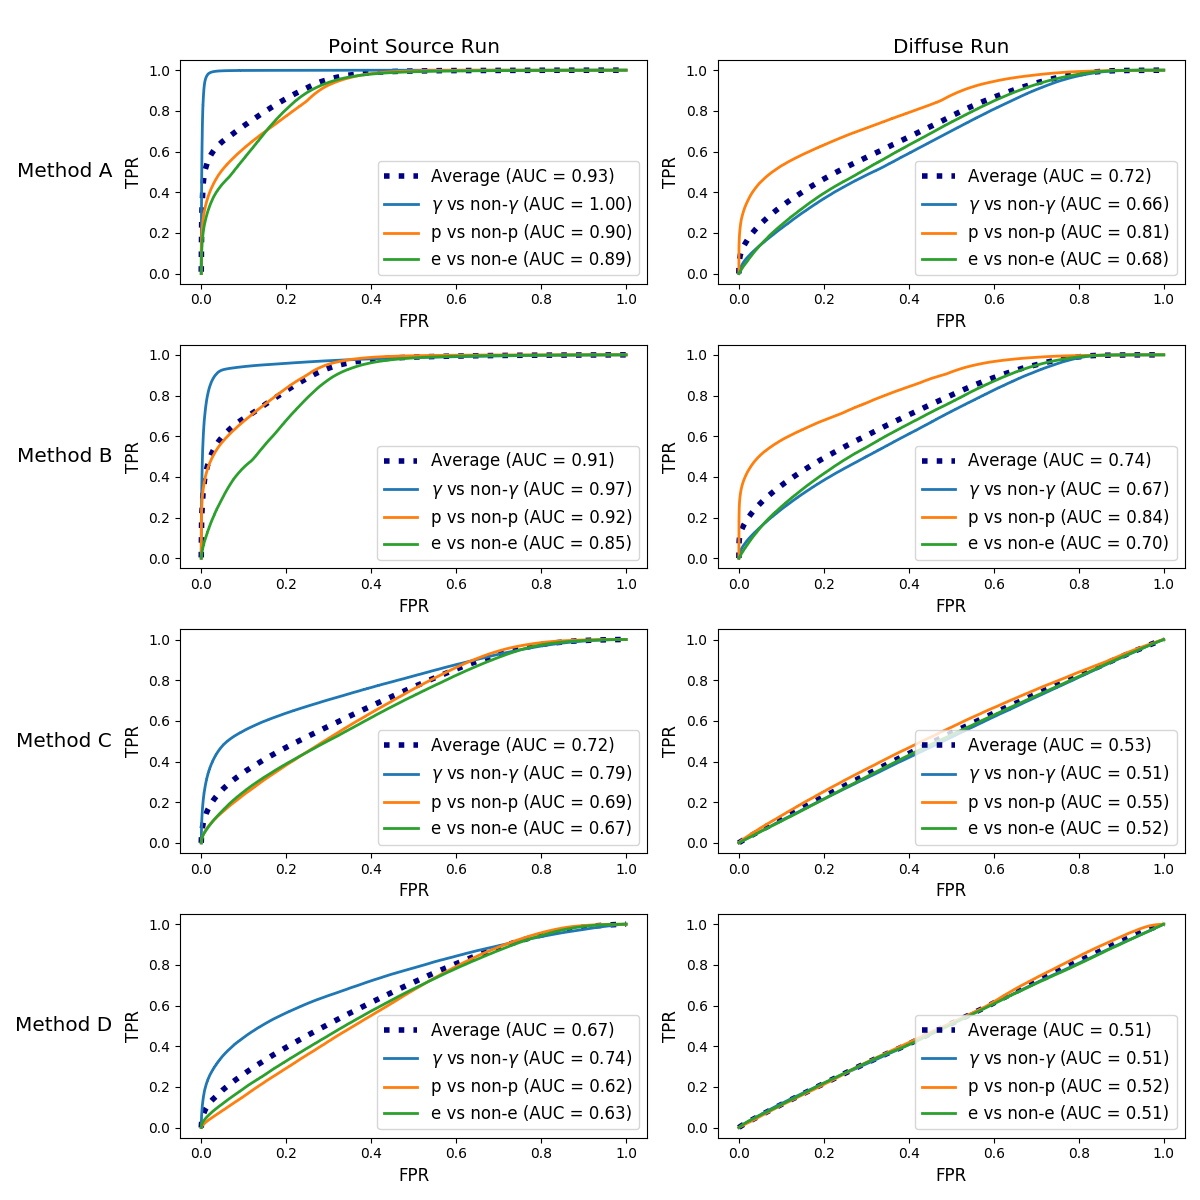 Point Source Run
Diffuse Run
Method A
TPR
1.0
0.8
0.6
0.4
0.2
0.0
Average (AUC = 0.93)
γ vs non-γ (AUC = 1.00)
p vs non-p (AUC = 0.90)
e vs non-e (AUC = 0.89)
0.0 0.2 0.4 0.6 0.8 1.0
FPR
TPR
1.0
0.8
0.6
0.4
0.2
0.0
Average (AUC = 0.72)
γ vs non-γ (AUC = 0.66)
p vs non-p (AUC = 0.81)
e vs non-e (AUC = 0.68)
0.0 0.2 0.4 0.6 0.8 1.0
FPR
Method B
TPR
1.0
0.8
0.6
0.4
0.2
0.0
Average (AUC = 0.91)
γ vs non-γ (AUC = 0.97)
p vs non-p (AUC = 0.92)
e vs non-e (AUC = 0.85)
0.0 0.2 0.4 0.6 0.8 1.0
FPR
TPR
1.0
0.8
0.6
0.4
0.2
0.0
Average (AUC = 0.74)
γ vs non-γ (AUC = 0.67)
p vs non-p (AUC = 0.84)
e vs non-e (AUC = 0.70)
0.0 0.2 0.4 0.6 0.8 1.0
FPR
Method C
TPR
1.0
0.8
0.6
0.4
0.2
0.0
Average (AUC = 0.72)
γ vs non-γ (AUC = 0.79)
p vs non-p (AUC = 0.69)
e vs non-e (AUC = 0.67)
0.0 0.2 0.4 0.6 0.8 1.0
FPR
TPR
1.0
0.8
0.6
0.4
0.2
0.0
Average (AUC = 0.53)
γ vs non-γ (AUC = 0.51)
p vs non-p (AUC = 0.55)
e vs non-e (AUC = 0.52)
0.0 0.2 0.4 0.6 0.8 1.0
FPR
Method D
TPR
1.0
0.8
0.6
0.4
0.2
0.0
Average (AUC = 0.67)
γ vs non-γ (AUC = 0.74)
p vs non-p (AUC = 0.62)
e vs non-e (AUC = 0.63)
0.0 0.2 0.4 0.6 0.8 1.0
FPR
TPR
1.0
0.8
0.6
0.4
0.2
0.0
Average (AUC = 0.51)
γ vs non-γ (AUC = 0.51)
p vs non-p (AUC = 0.52)
e vs non-e (AUC = 0.51)
0.0 0.2 0.4 0.6 0.8 1.0
FPR